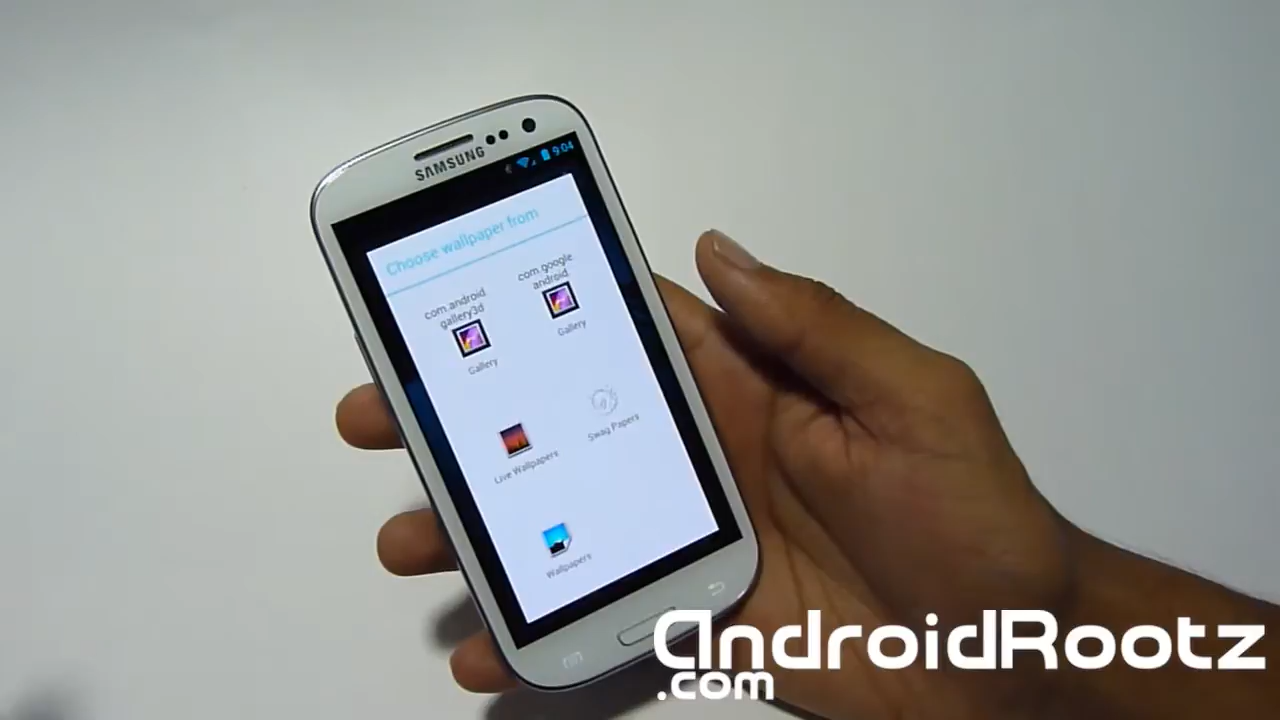 SAMSUNG
9:04
Choose wallpaper from
com.android
gallery3d
Gallery
com.google
android.
Gallery
Live Wallpapers
Swag Papers
Wallpapers
AndroidRootz
.com